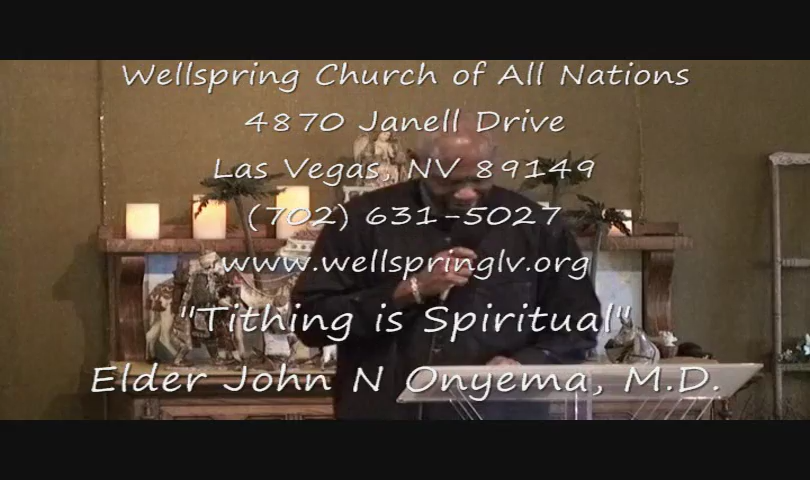 Wellspring Church of All Nations
4870 Janell Drive
Las Vegas, NV 89149
(702) 631-5027
www.wellspringlv.org
"Tithing is Spiritual"
Elder John N Onyema, M.D.